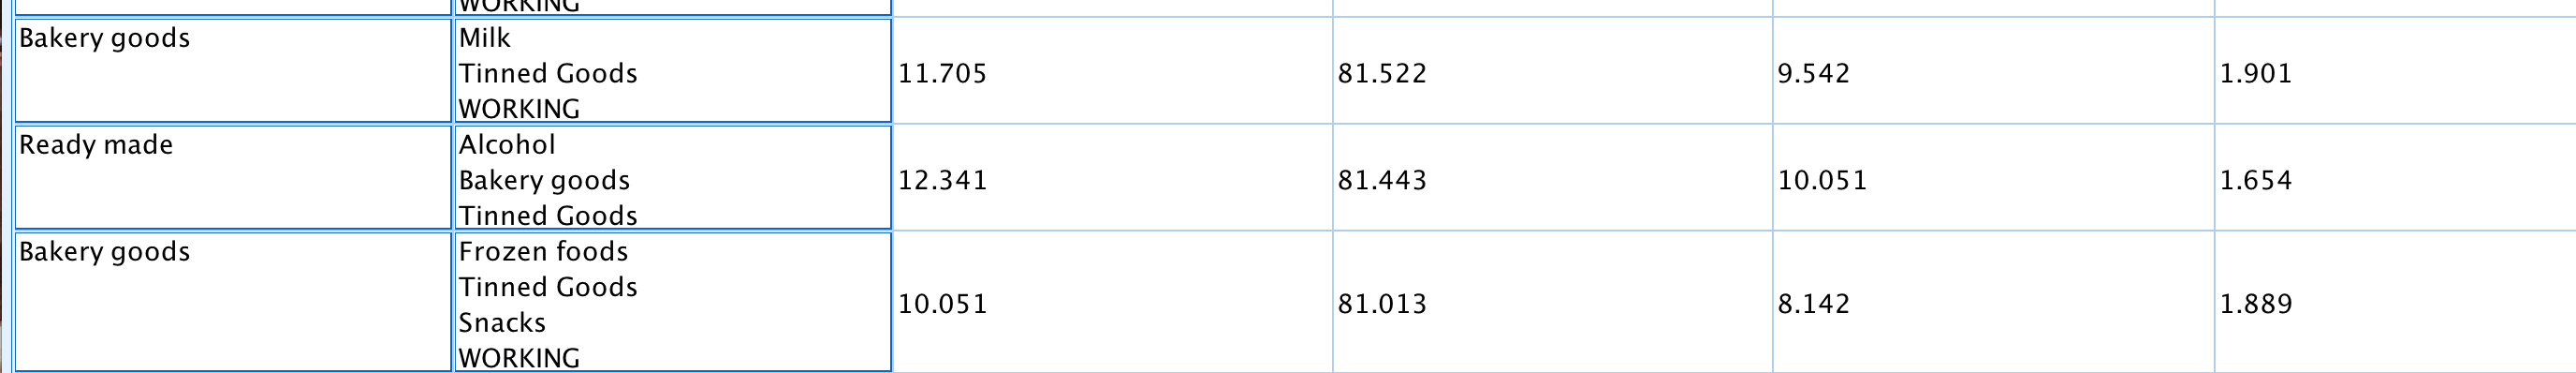 WORKING
Bakery goods
Milk
Tinned Goods
WORKING
11.705
81.522
9.542
1.901
Ready made
Alcohol
Bakery goods
Tinned Goods
12.341
81.443
10.051
1.654
Bakery goods
Frozen foods
Tinned Goods
Snacks
WORKING
10.051
81.013
8.142
1.889